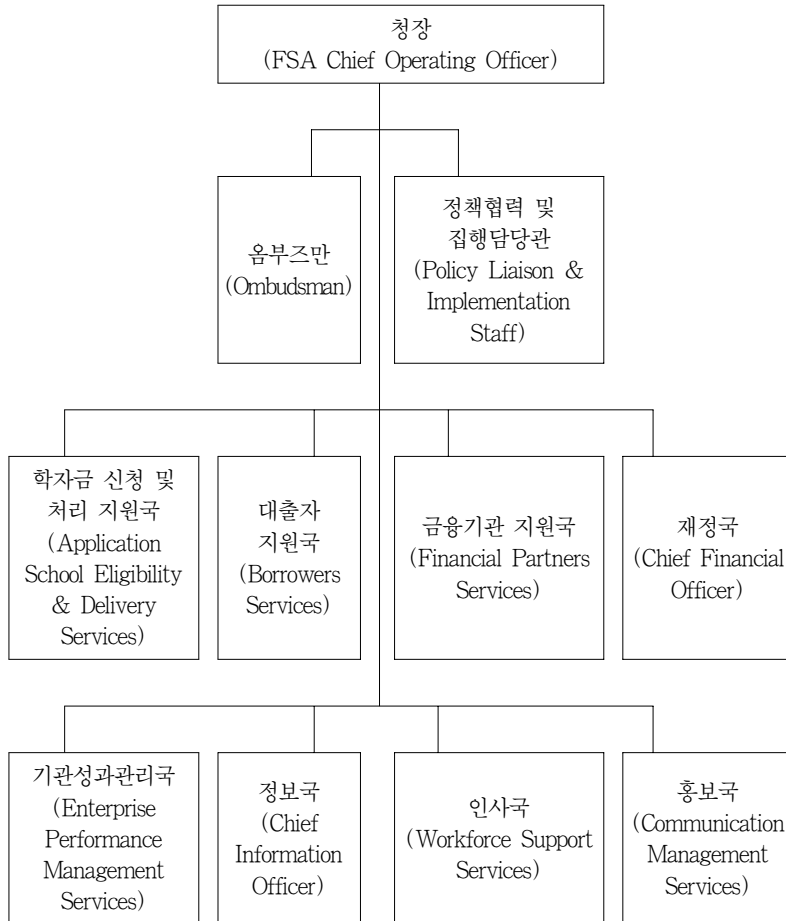 청장
(FSA Chief Operating Officer)
옴부즈만
(Ombudsman)
정책협력 및
집행담당관
(Policy Liaison &
Implementation
Staff)
학자금 신청 및
처리 지원국
(Application
School Eligibility
& Delivery
Services)
대출자
지원국
(Borrowers
Services)
금융기관 지원국
(Financial Partners
Services)
재정국
(Chief Financial
Officer)
기관성과관리국
(Enterprise
Performance
Management
Services)
정보국
(Chief
Information
Officer)
인사국
(Workforce Support
Services)
홍보국
(Communication
Management
Services)